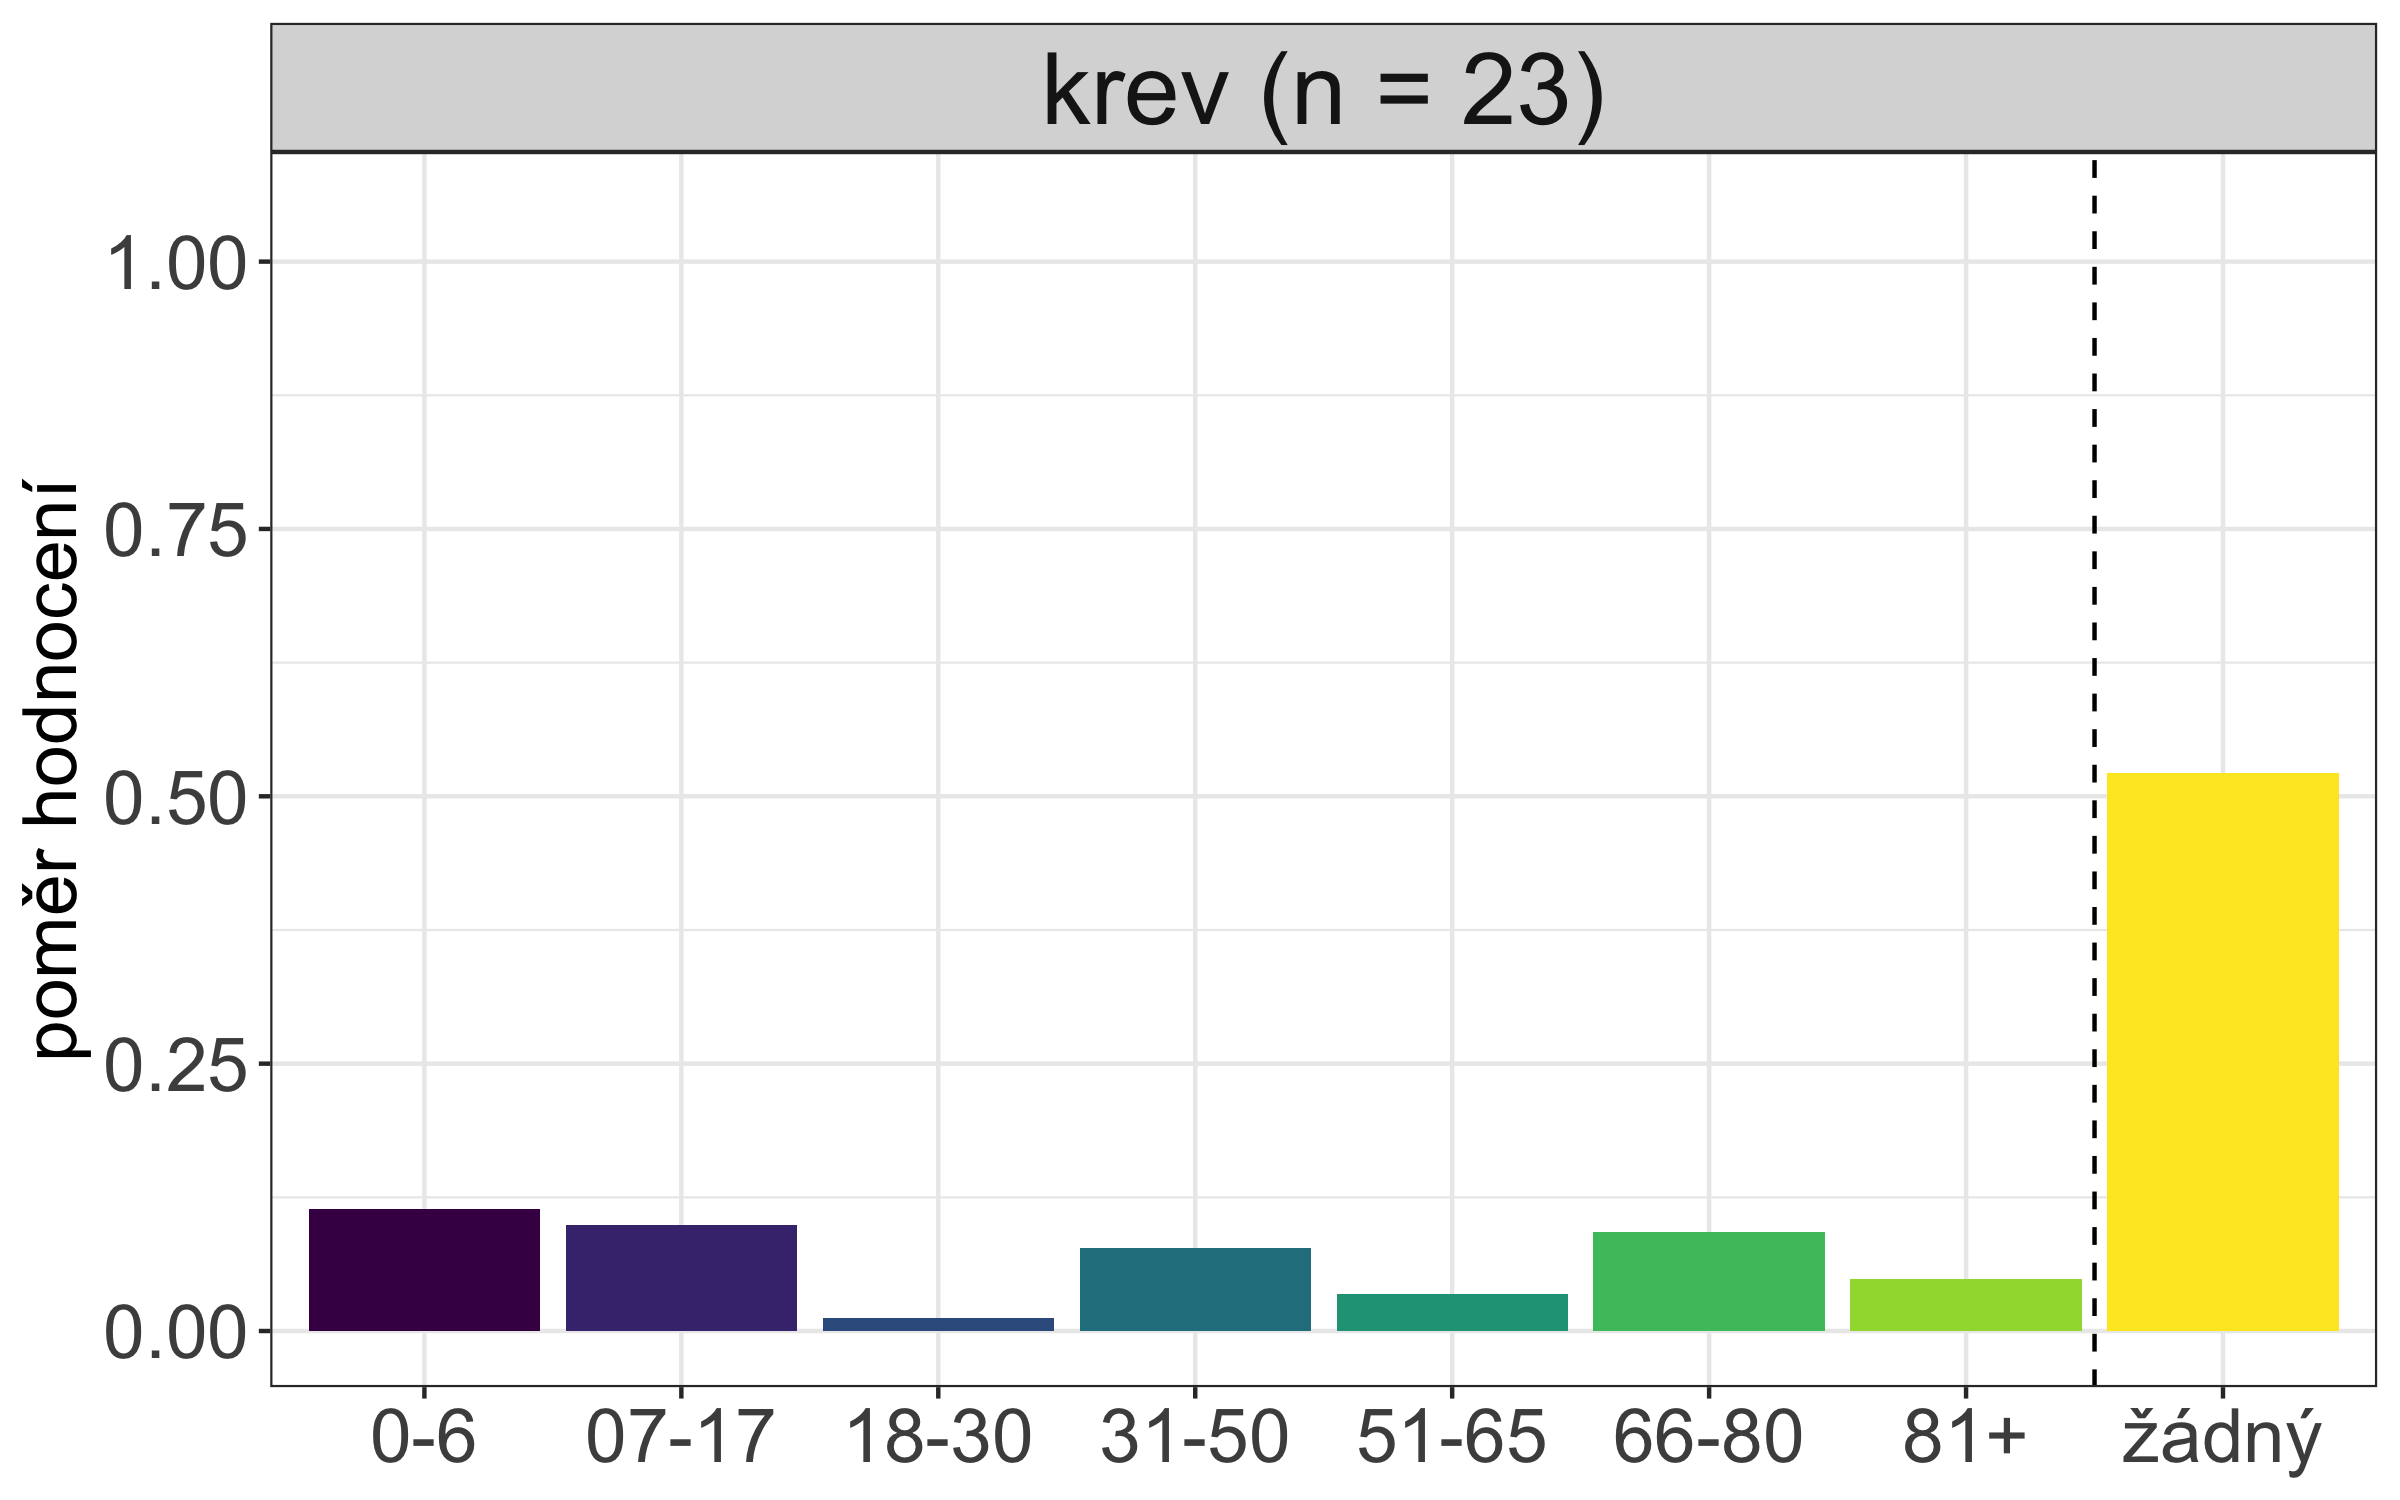 krev (n = 23)
poměr hodnocení
1.00
0.75
0.50
0.25
0.00
0-6 07-17 18-30 31-50 51-65 66-80 81+ žádný